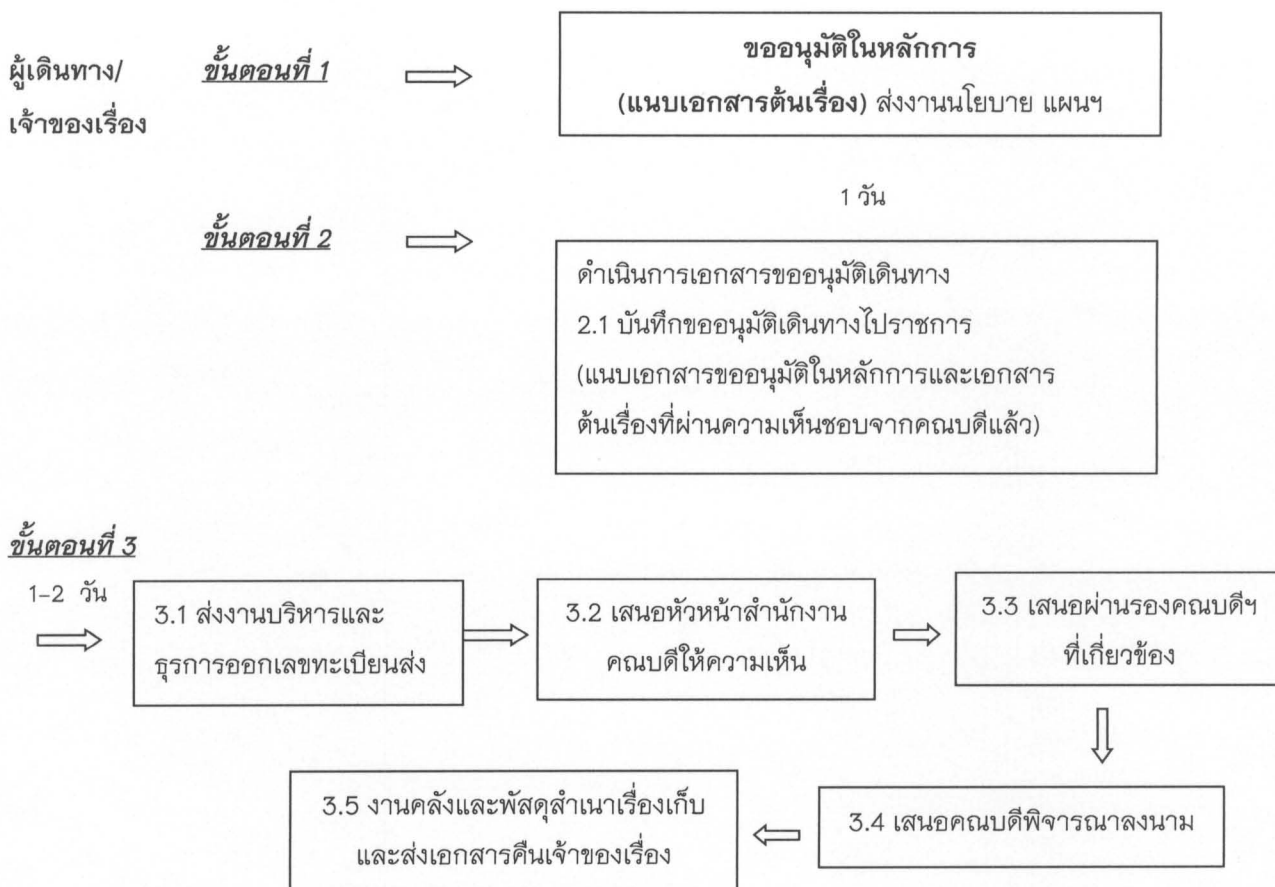 ผู้เดินทาง/
เจ้าของเรื่อง
ขั้นตอนที่ 1
ขออนุมัติในหลักการ
(แนบเอกสารต้นเรื่อง) ส่งงานนโยบาย แผนฯ
1 วัน
ขั้นตอนที่ 2
ดำเนินการเอกสารขออนุมัติเดินทาง
2.1 บันทึกขออนุมัติเดินทางไปราชการ
(แนบเอกสารขออนุมัติในหลักการและเอกสาร
ต้นเรื่องที่ผ่านความเห็นชอบจากคณบดีแล้ว)
ขั้นตอนที่ 3
1-2 วัน
3.1 ส่งงานบริหารและ
ธุรการออกเลขทะเบียนส่ง
3.2 เสนอหัวหน้าสำนักงาน
คณบดีให้ความเห็น
3.3 เสนอผ่านรองคณบดีฯ
ที่เกี่ยวข้อง
3.4 เสนอคณบดีพิจารณาลงนาม
3.5 งานคลังและพัสดุสำเนาเรื่องเก็บ
และส่งเอกสารคืนเจ้าของเรื่อง